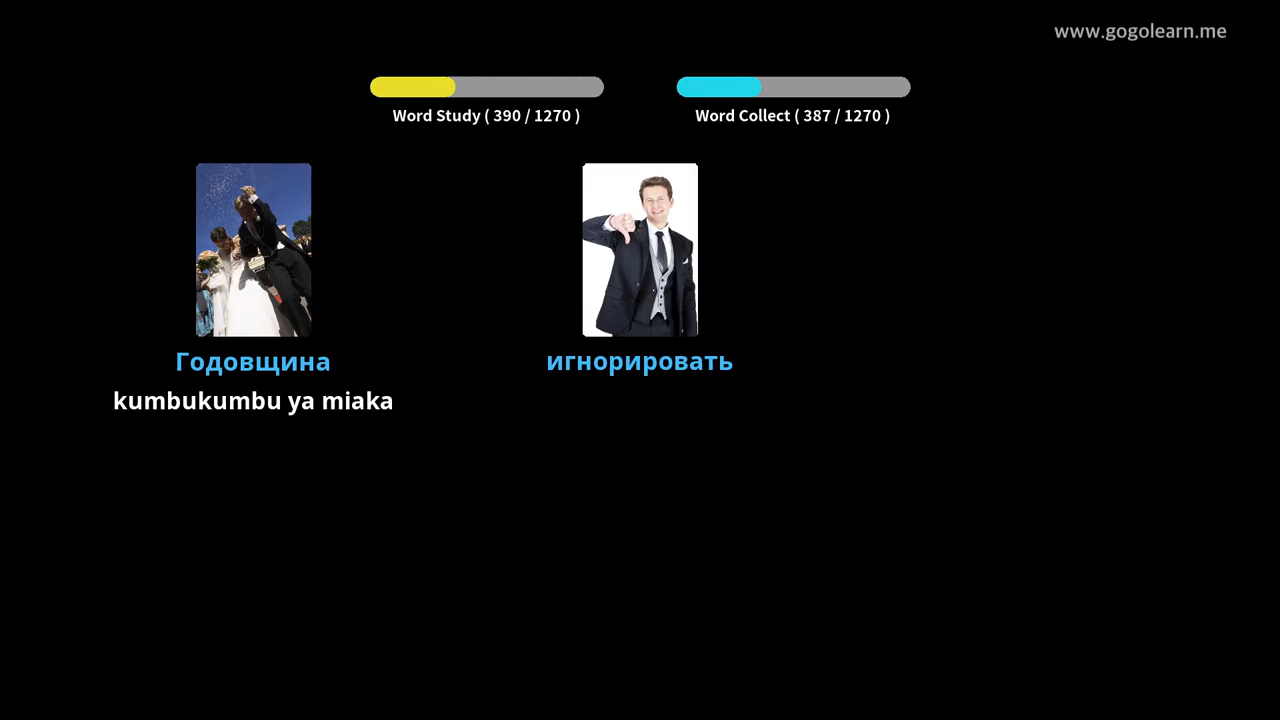 www.gogolearn.me
Word Study ( 390 / 1270 )
Word Collect ( 387 / 1270 )
Годовщина
kumbukumbu ya miaka
игнорировать